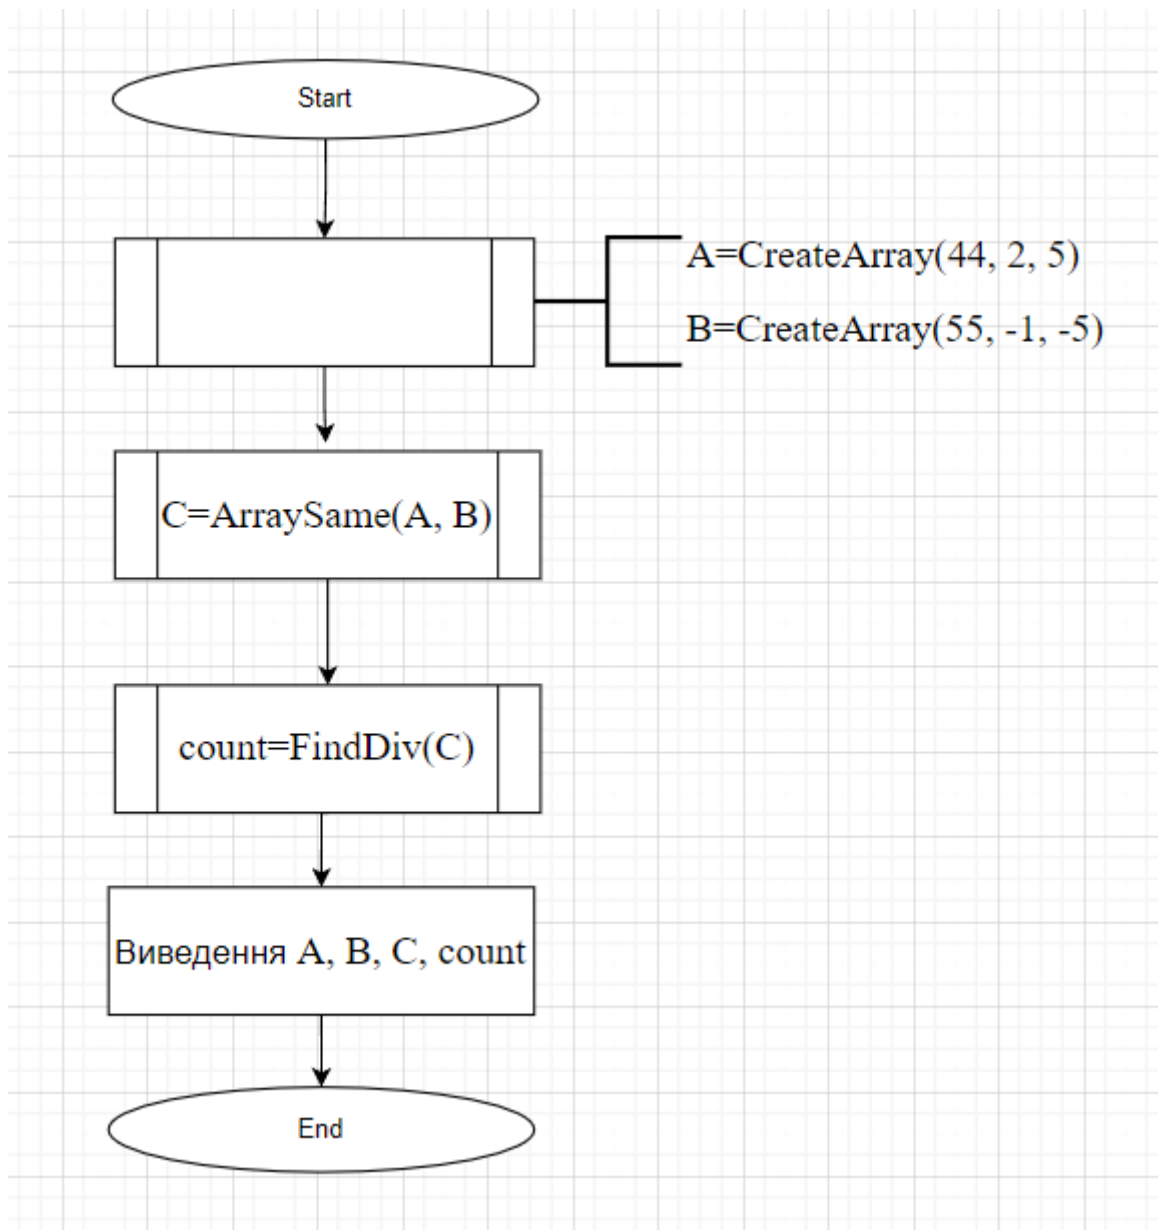 Start
A=CreateArray(44, 2, 5)
B=CreateArray(55, -1, -5)
C=ArraySame(A, B)
count=FindDiv(C)
Виведення A, B, C, count
End